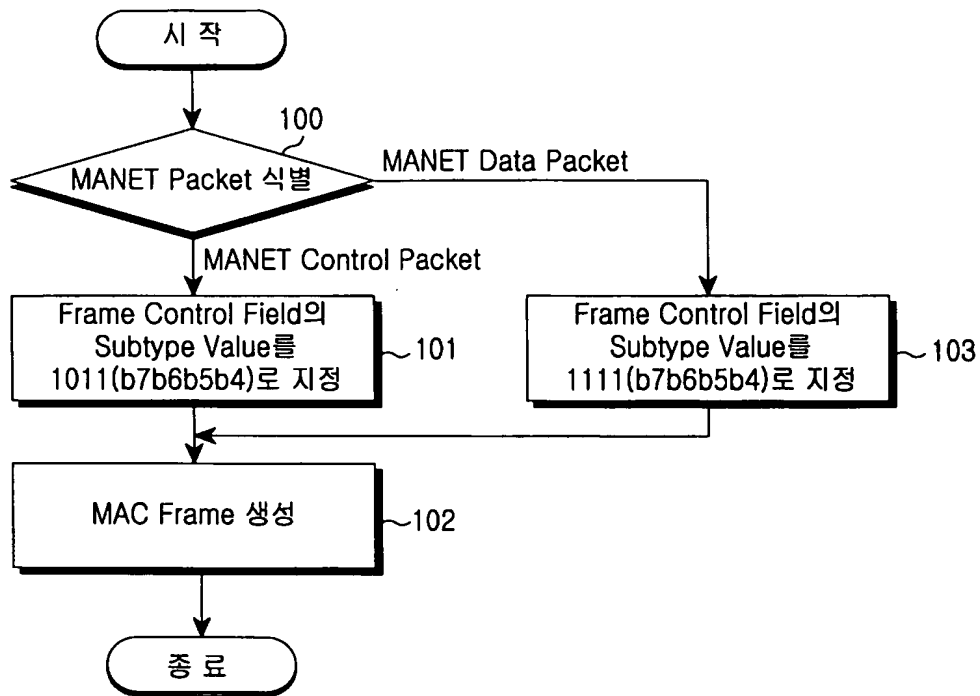 시 작
100
MANET Packet 식별
MANET Data Packet
MANET Control Packet
Frame Control Field의
Subtype Value를
1011(b7b6b5b4)로 지정
101
Frame Control Field의
Subtype Value를
1111(b7b6b5b4)로 지정
103
MAC Frame 생성
102
종 료